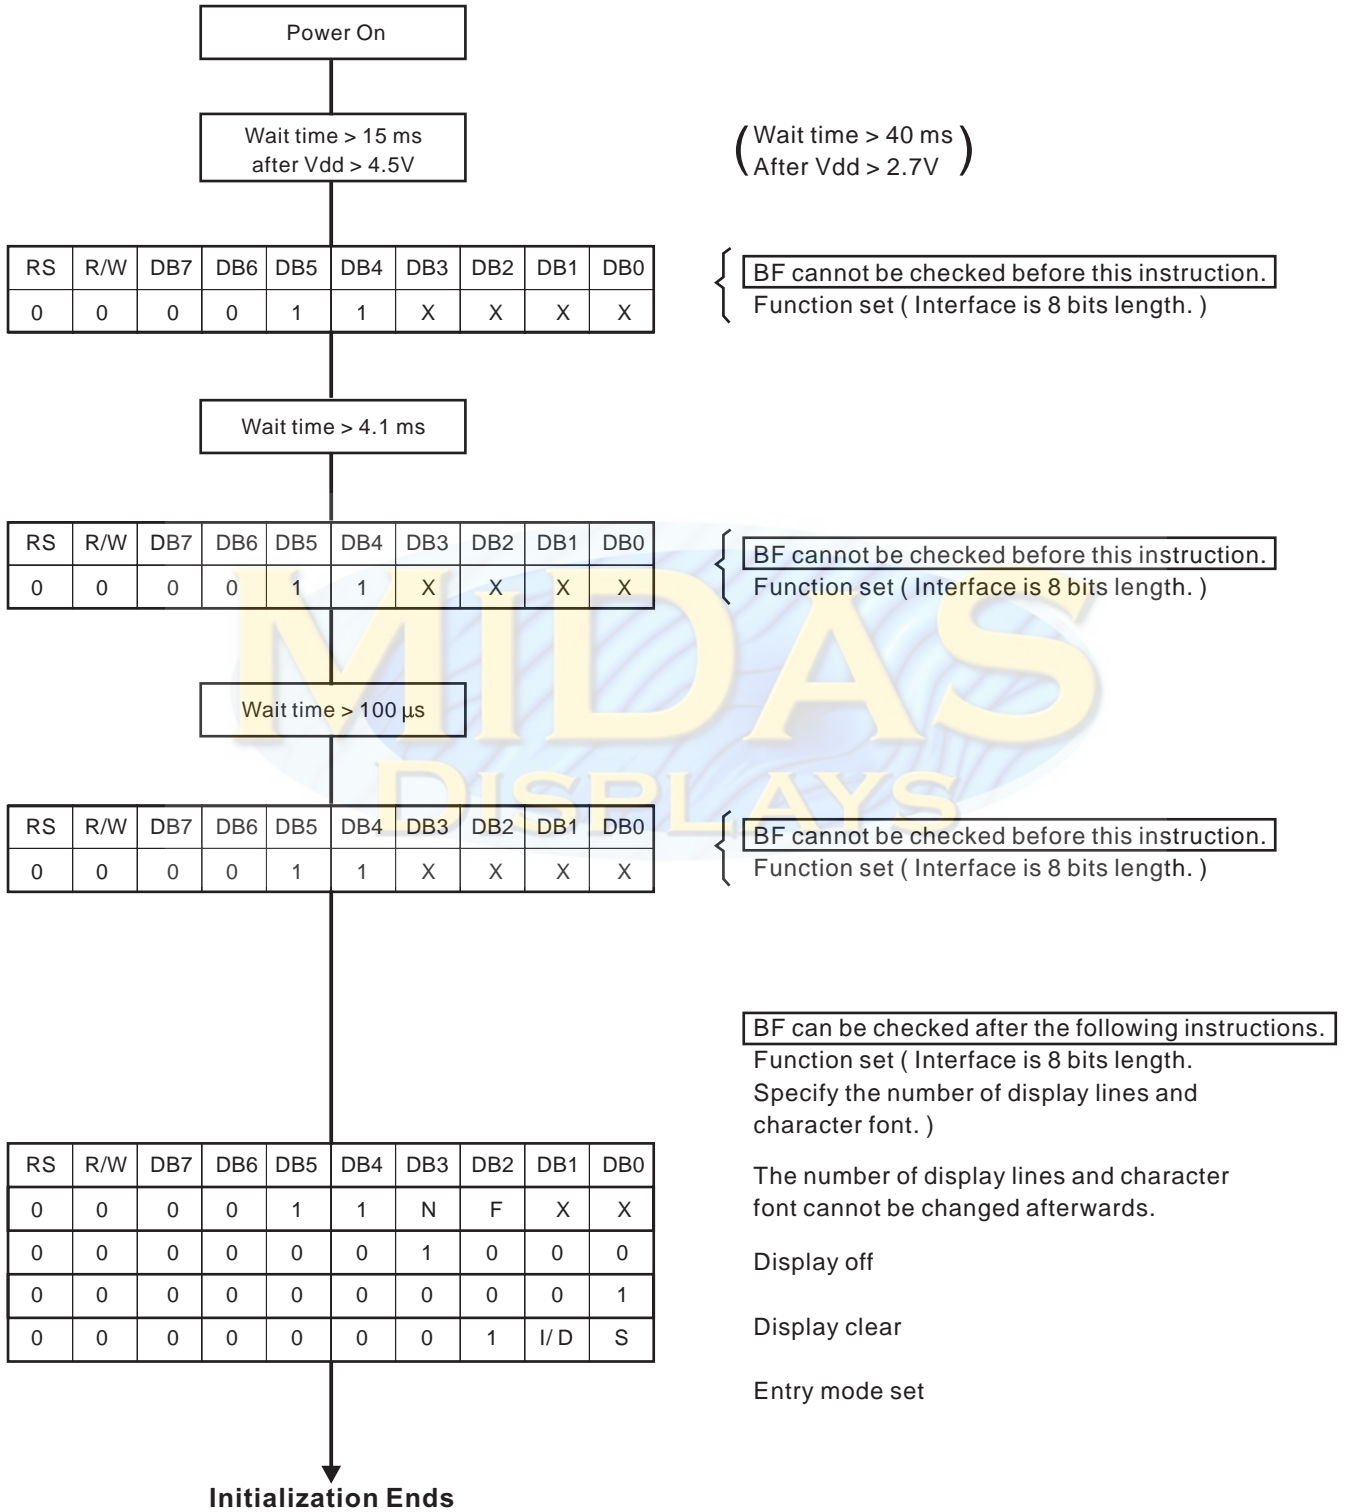 Power On
Wait time > 15 ms
after Vdd > 4.5V
(Wait time > 40 ms
After Vdd > 2.7V)
RS R/W DB7 DB6 DB5 DB4 DB3 DB2 DB1 DB0
0 0 0 0 1 1 X X X X
BF cannot be checked before this instruction.
Function set ( Interface is 8 bits length. )
Wait time > 4.1 ms
RS R/W DB7 DB6 DB5 DB4 DB3 DB2 DB1 DB0
0 0 0 0 1 1 X X X X
BF cannot be checked before this instruction.
Function set ( Interface is 8 bits length. )
MIDAS
DISPLAYS
Wait time > 100 µs
RS R/W DB7 DB6 DB5 DB4 DB3 DB2 DB1 DB0
0 0 0 0 1 1 X X X X
BF cannot be checked before this instruction.
Function set ( Interface is 8 bits length. )
BF can be checked after the following instructions.
Function set ( Interface is 8 bits length.
Specify the number of display lines and
character font. )
The number of display lines and character
font cannot be changed afterwards.
Display off
Display clear
Entry mode set
RS R/W DB7 DB6 DB5 DB4 DB3 DB2 DB1 DB0
0 0 0 0 1 1 N F X X
0 0 0 0 0 0 1 0 0 0
0 0 0 0 0 0 0 0 0 1
0 0 0 0 0 0 0 1 I/D S
Initialization Ends